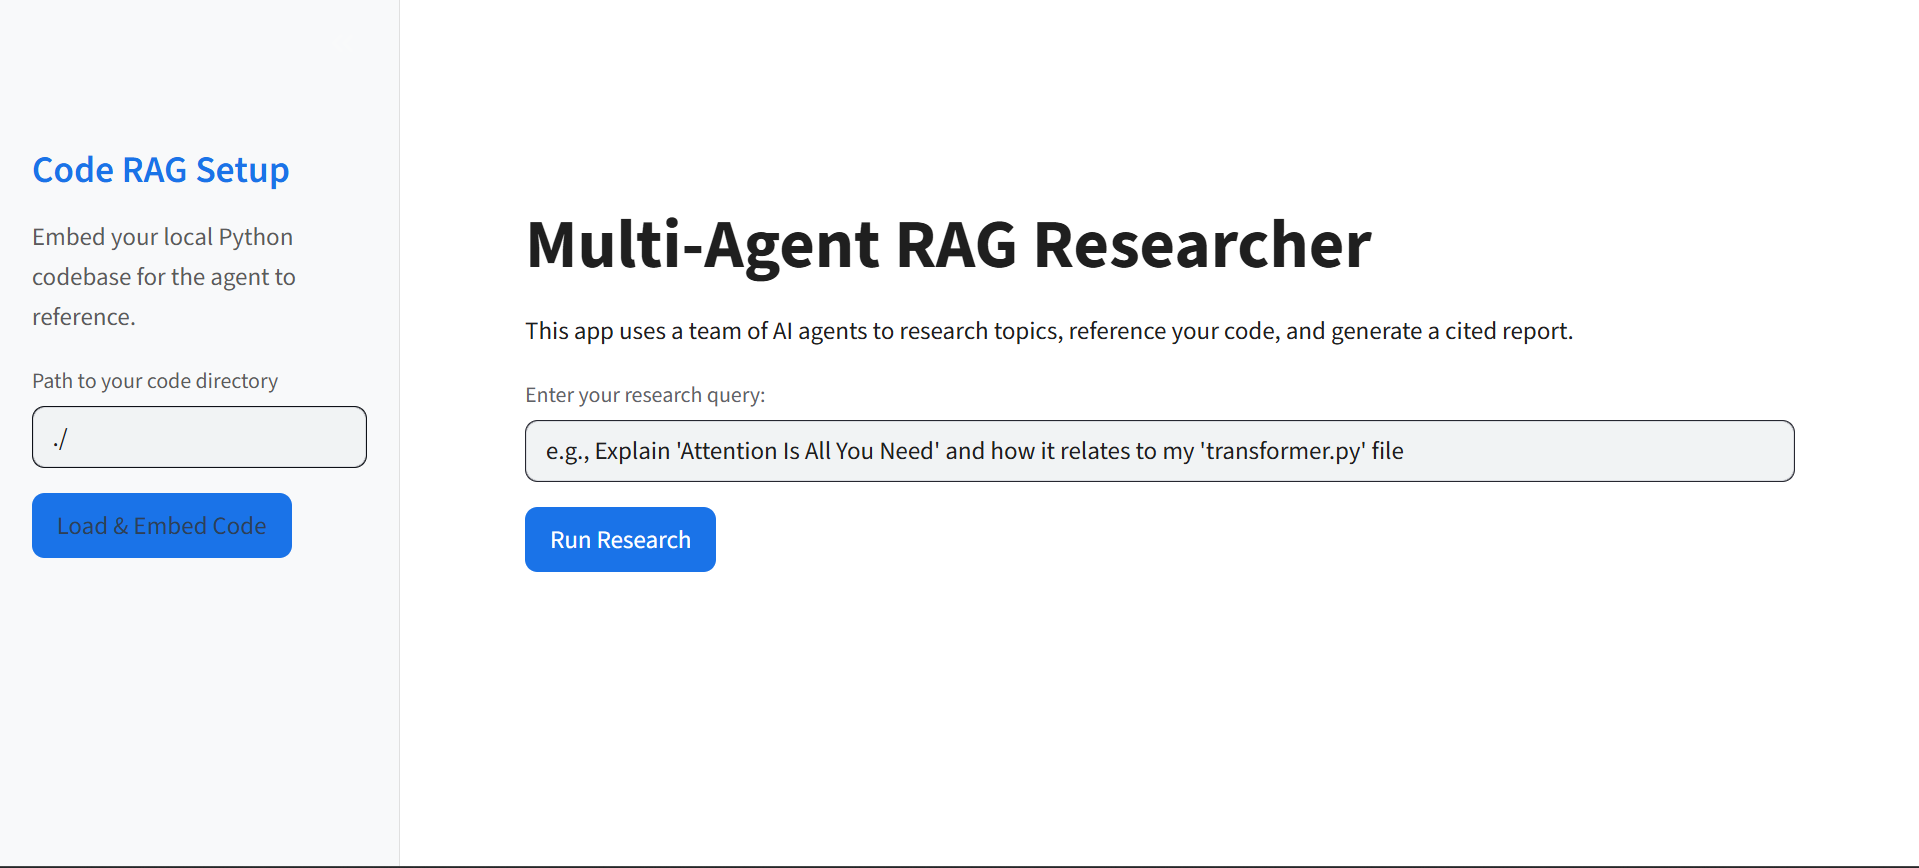 Code RAG Setup
Embed your local Python
codebase for the agent to
reference.
Path to your code directory
./
Load & Embed Code
Multi-Agent RAG Researcher
This app uses a team of AI agents to research topics, reference your code, and generate a cited report.
Enter your research query:
e.g., Explain 'Attention Is All You Need' and how it relates to my 'transformer.py' file
Run Research